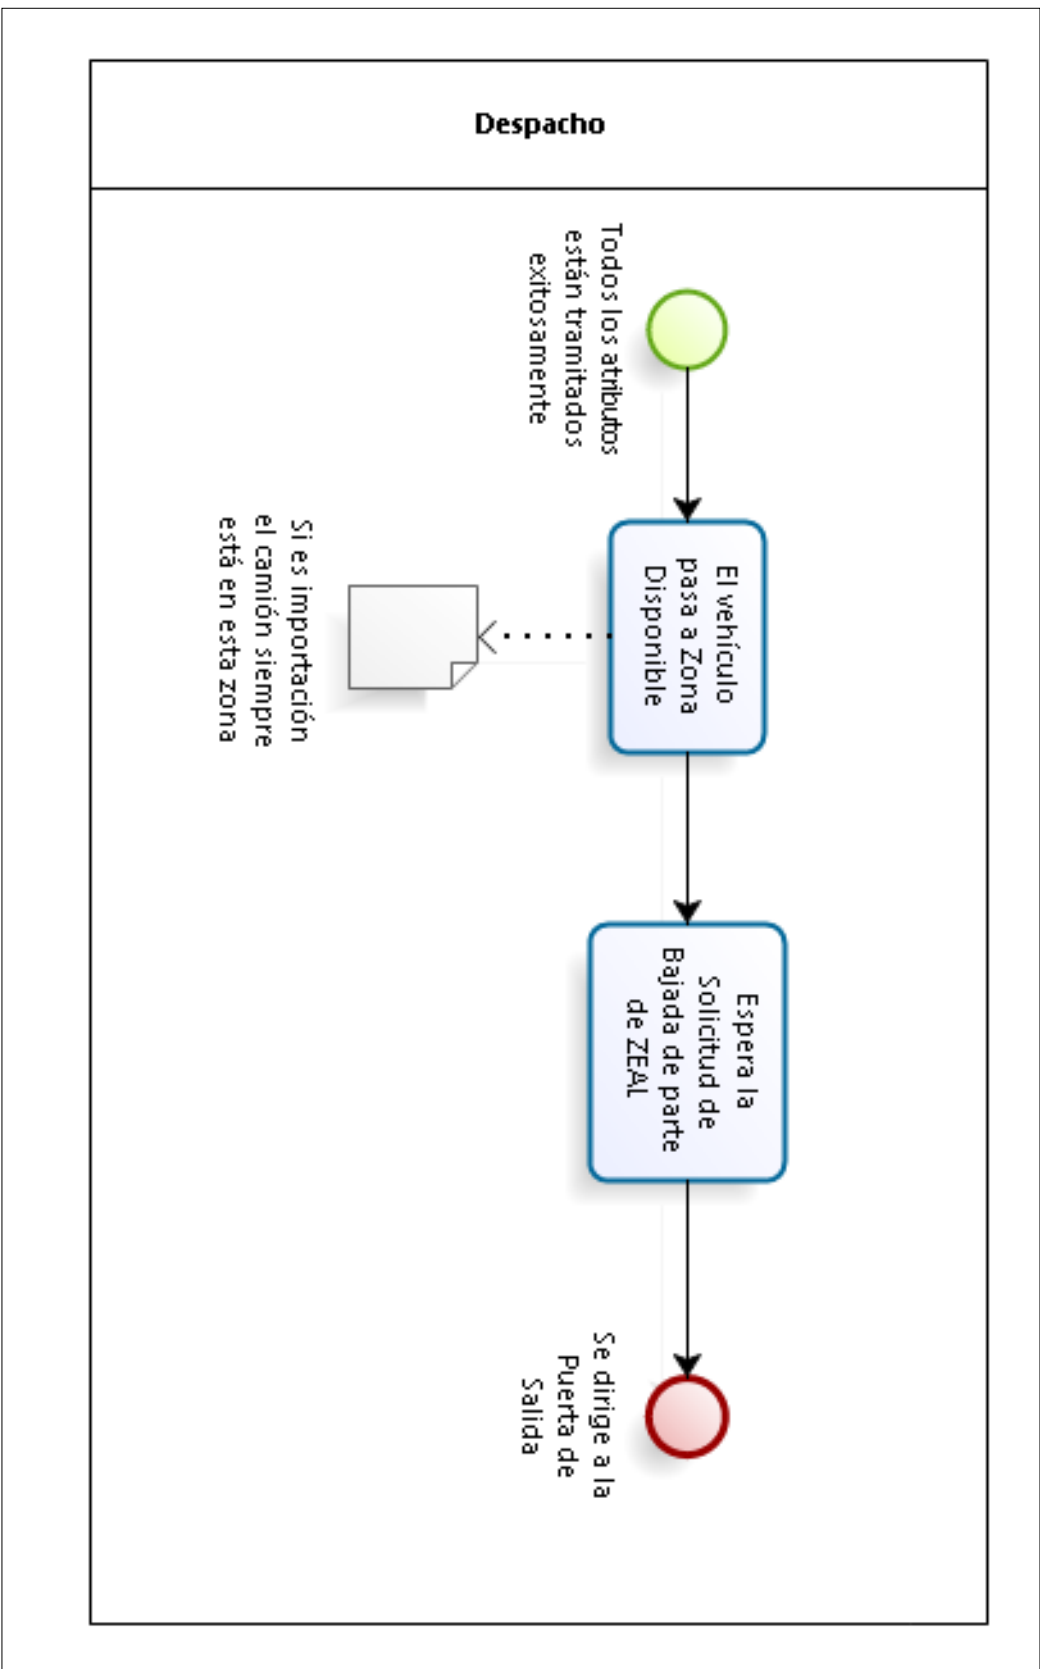 Despacho
Todos los atributos
están tramitados
exitosamente
El vehículo
pasa a Zona
Disponible
Si es importación
el camión siempre
está en esta zona
Espera la
Solicitud de
Bajada de parte
de ZEAL
Se dirige a la
Puerta de
Salida